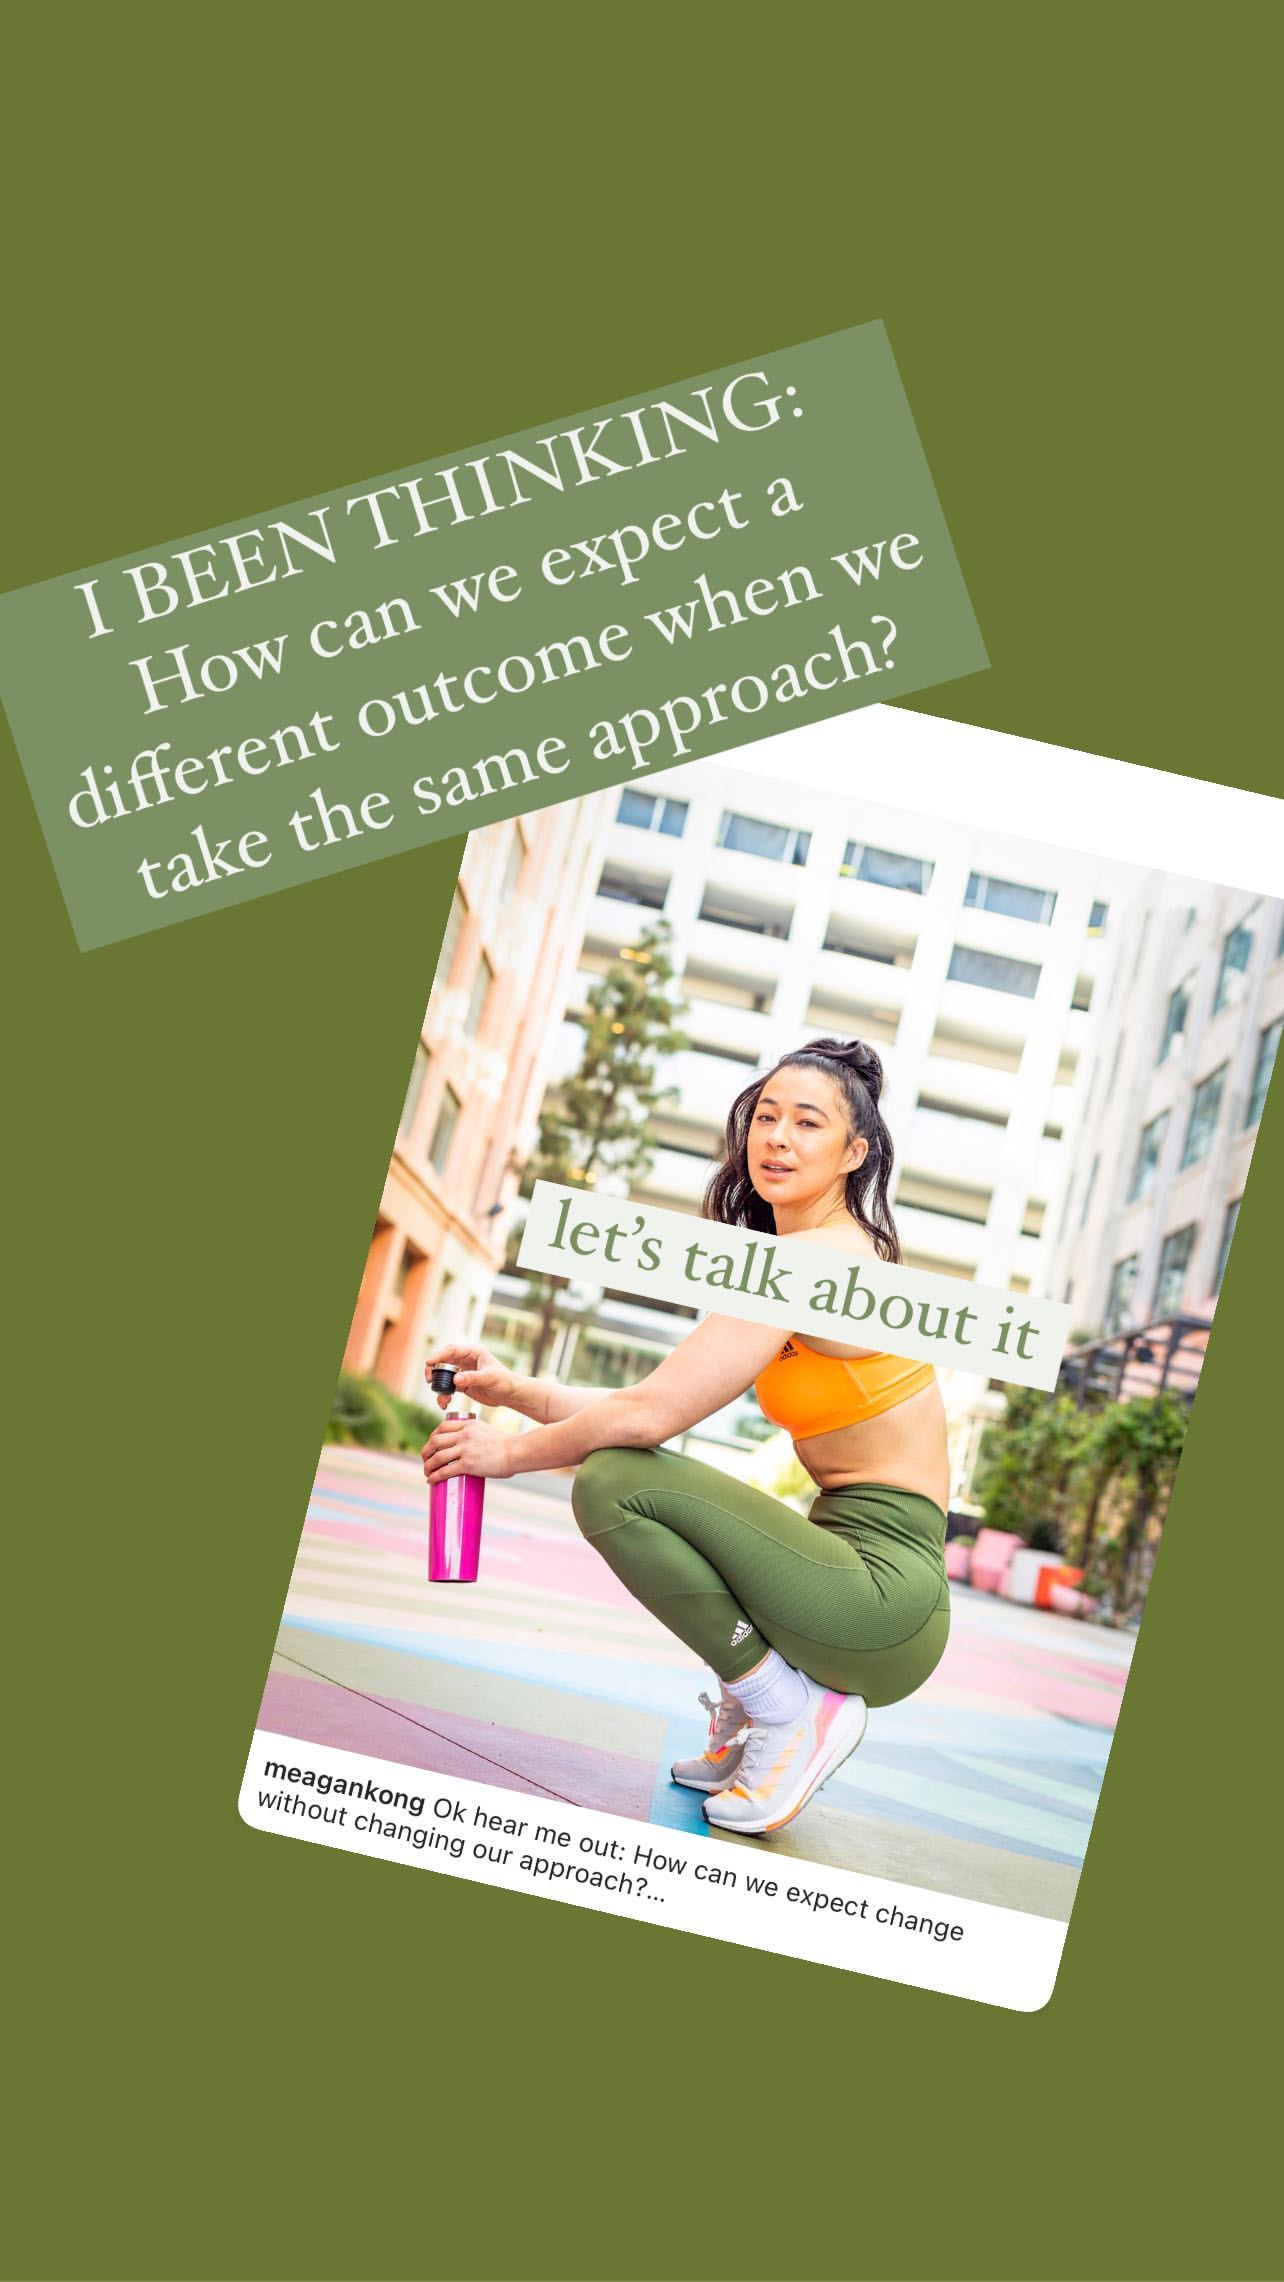 I BEEN THINKING:
How can we expect a
different outcome when we
take the same approach?
let's talk about it
adidas
adidas
meagankong Ok hear me out: How can we expect change
without changing our approach?...